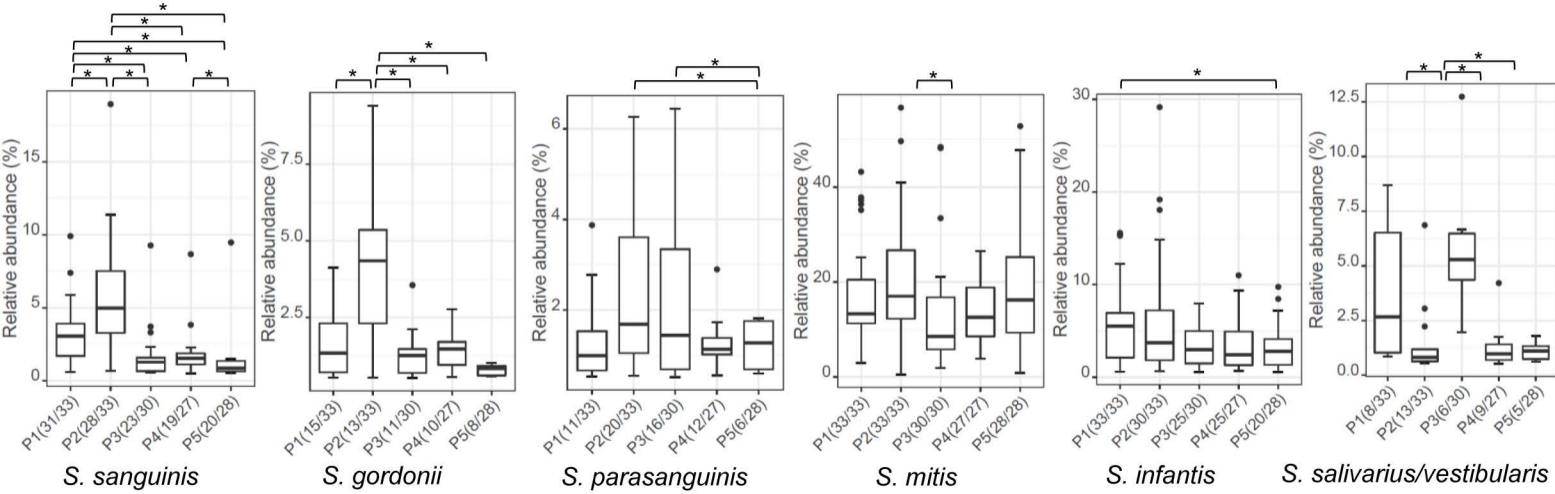 * * * * * * * *
Relative abundance (%)
15
10
5
0
P1(31/33) P2(28/33) P3(23/30) P4(19/27) P5(20/28)
S. sanguinis
* * * *
Relative abundance (%)
7.5
5.0
2.5
P1(15/33) P2(13/33) P3(11/30) P4(10/27) P5(8/28)
S. gordonii
* *
Relative abundance (%)
6
4
2
P1(11/33) P2(20/33) P3(16/30) P4(12/27) P5(6/28)
S. parasanguinis
*
Relative abundance (%)
40
20
0
P1(33/33) P2(33/33) P3(30/30) P4(27/27) P5(28/28)
S. mitis
*
Relative abundance (%)
30
20
10
0
P1(33/33) P2(30/33) P3(25/30) P4(25/27) P5(20/28)
S. infantis
* * *
Relative abundance (%)
12.5
10.0
7.5
5.0
2.5
0.0
P1(8/33) P2(13/33) P3(6/30) P4(9/27) P5(5/28)
S. salivarius/vestibularis